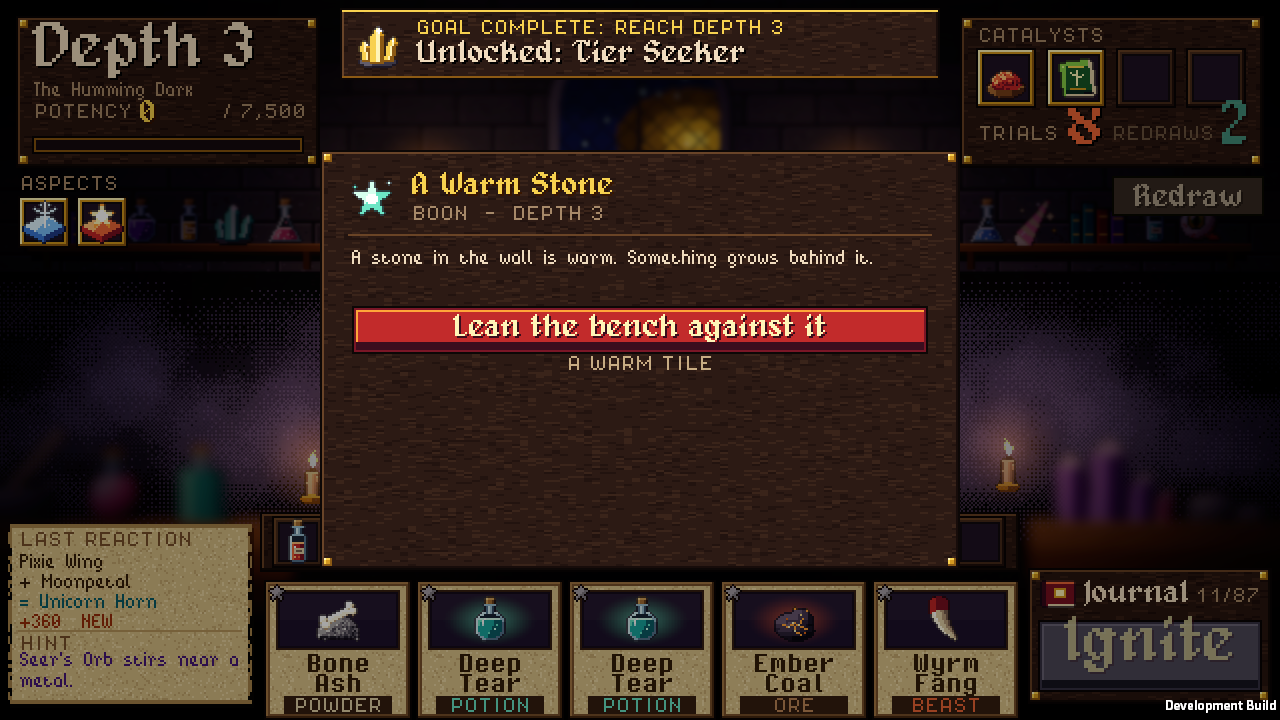 Depth 3
The Humming Dark
POTENCY 0 / 7,500
ASPECTS
GOAL COMPLETE: REACH DEPTH 3
Unlocked: Tier Seeker
CATALYSTS
TRIALS 8 REDRAWS 2
Redraw
A Warm Stone
BOON - DEPTH 3
A stone in the wall is warm. Something grows behind it.
Lean the bench against it
A WARM TILE
LAST REACTION
Pixie Wing
+ Moonpetal
= Unicorn Horn
+360 NEW
HINT
Seer's Orb stirs near a
metal.
Bone
Ash
POWDER
Deep
Tear
POTION
Deep
Tear
POTION
Ember
Coal
ORE
Wyrm
Fang
BEAST
Journal 11/87
Ignite
Development Build